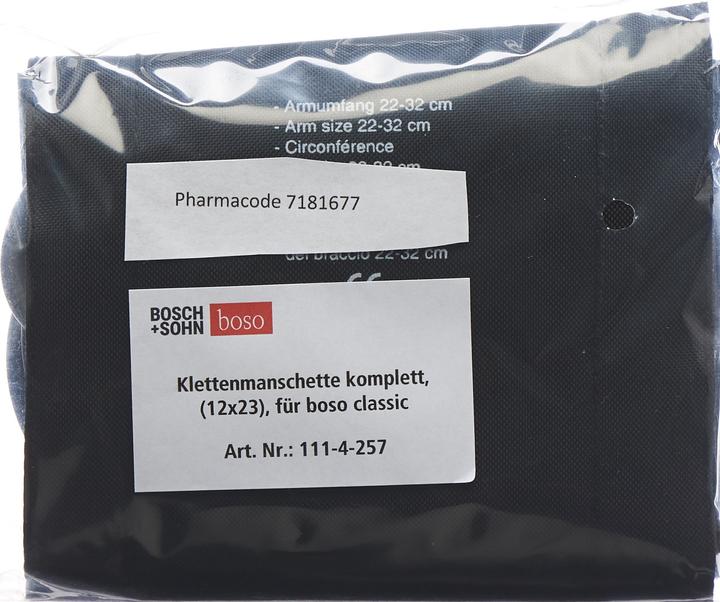 - Armumfang 22-32 cm
- Arm size 22-32 cm
- Circonférence
cm
Pharmacode 7181677
del braccio 22-32 cm
CE
BOSCH
+SOHN boso
Klettenmanschette komplett,
(12x23), für boso classic
Art. Nr.: 111-4-257